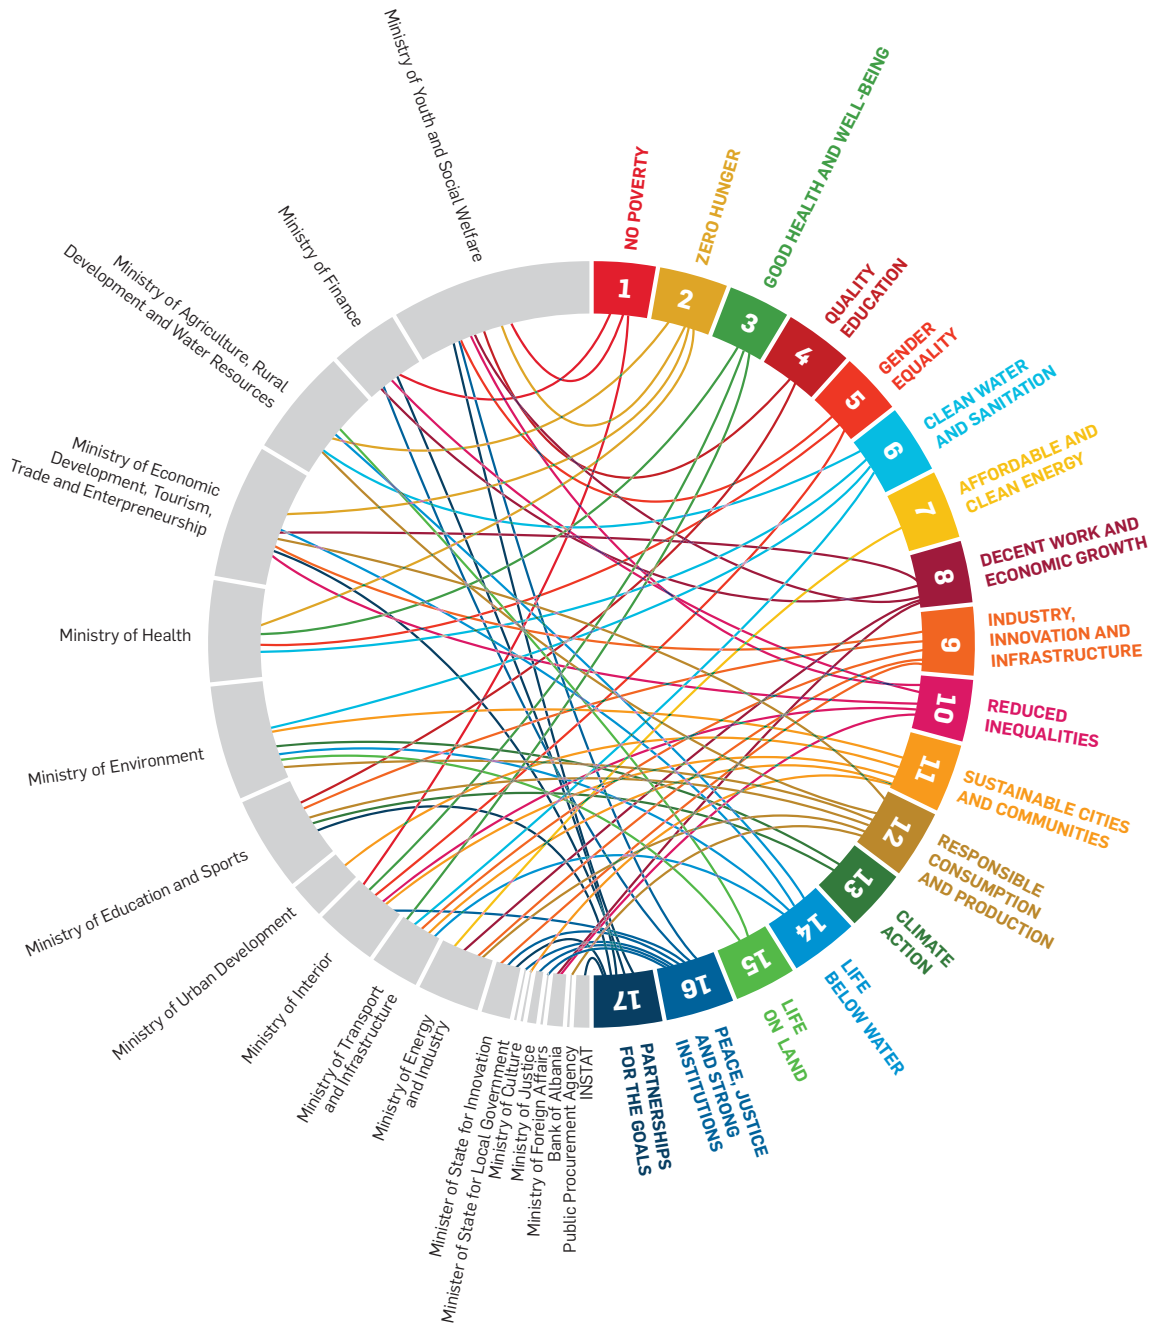 Ministry of Youth and Social Welfare
Ministry of Finance
Ministry of Agriculture, Rural
Development and Water Resources
Ministry of Economic
Development, Tourism,
Trade and Enterpreneurship
Ministry of Health
Ministry of Environment
Ministry of Education and Sports
Ministry of Urban Development
Ministry of Interior
Ministry of Transport
and Infrastructure
Ministry of Energy
and Industry
Minister of State for Innovation
Minister of State for Local Government
Ministry of Culture
Ministry of Justice
Ministry of Foreign Affairs
Bank of Albania
Public Procurement Agency
INSTAT
1
NO POVERTY
2
ZERO HUNGER
3
GOOD HEALTH AND WELL-BEING
4
QUALITY
EDUCATION
5
GENDER
EQUALITY
6
CLEAN WATER
AND SANITATION
7
AFFORDABLE AND
CLEAN ENERGY
8
DECENT WORK AND
ECONOMIC GROWTH
9
INDUSTRY,
INNOVATION AND
INFRASTRUCTURE
10
REDUCED
INEQUALITIES
11
SUSTAINABLE CITIES
AND COMMUNITIES
12
RESPONSIBLE
CONSUMPTION
AND PRODUCTION
13
CLIMATE
ACTION
14
LIFE
BELOW WATER
15
LIFE
ON LAND
16
PEACE, JUSTICE
AND STRONG
INSTITUTIONS
17
PARTNERSHIPS
FOR THE GOALS